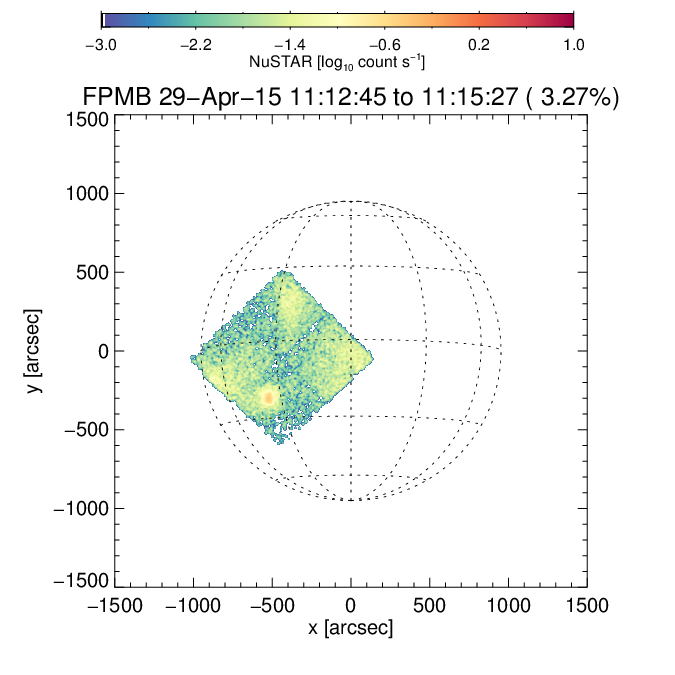 −3.0 −2.2 −1.4 −0.6 0.2 1.0
NuSTAR [log10 count s−1]
FPMB 29−Apr−15 11:12:45 to 11:15:27 ( 3.27%)
1500
1000
500
0
−500
−1000
−1500
y [arcsec]
−1500 −1000 −500 0 500 1000 1500
x [arcsec]